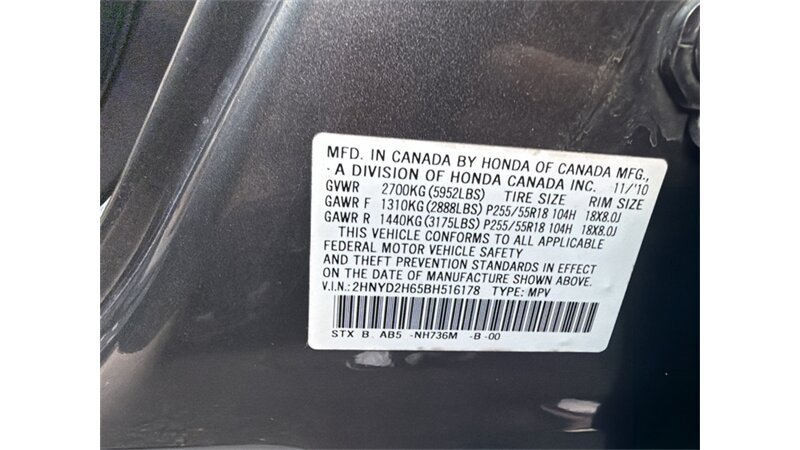 MFD. IN CANADA BY HONDA OF CANADA MFG.,
A DIVISION OF HONDA CANADA INC. 11/'10
GVWR 2700KG(5952LBS) TIRE SIZE RIM SIZE
GAWR F 1310KG(2888LBS) P255/55R18 104H 18X8.0J
GAWR R 1440KG(3175LBS) P255/55R18 104H 18X8.0J
THIS VEHICLE CONFORMS TO ALL APPLICABLE
FEDERAL MOTOR VEHICLE SAFETY
AND THEFT PREVENTION STANDARDS IN EFFECT
ON THE DATE OF MANUFACTURE SHOWN ABOVE.
V.I.N.: 2HNYD2H65BH516178 TYPE: MPV
STX B AB5 -NH736M -B -00